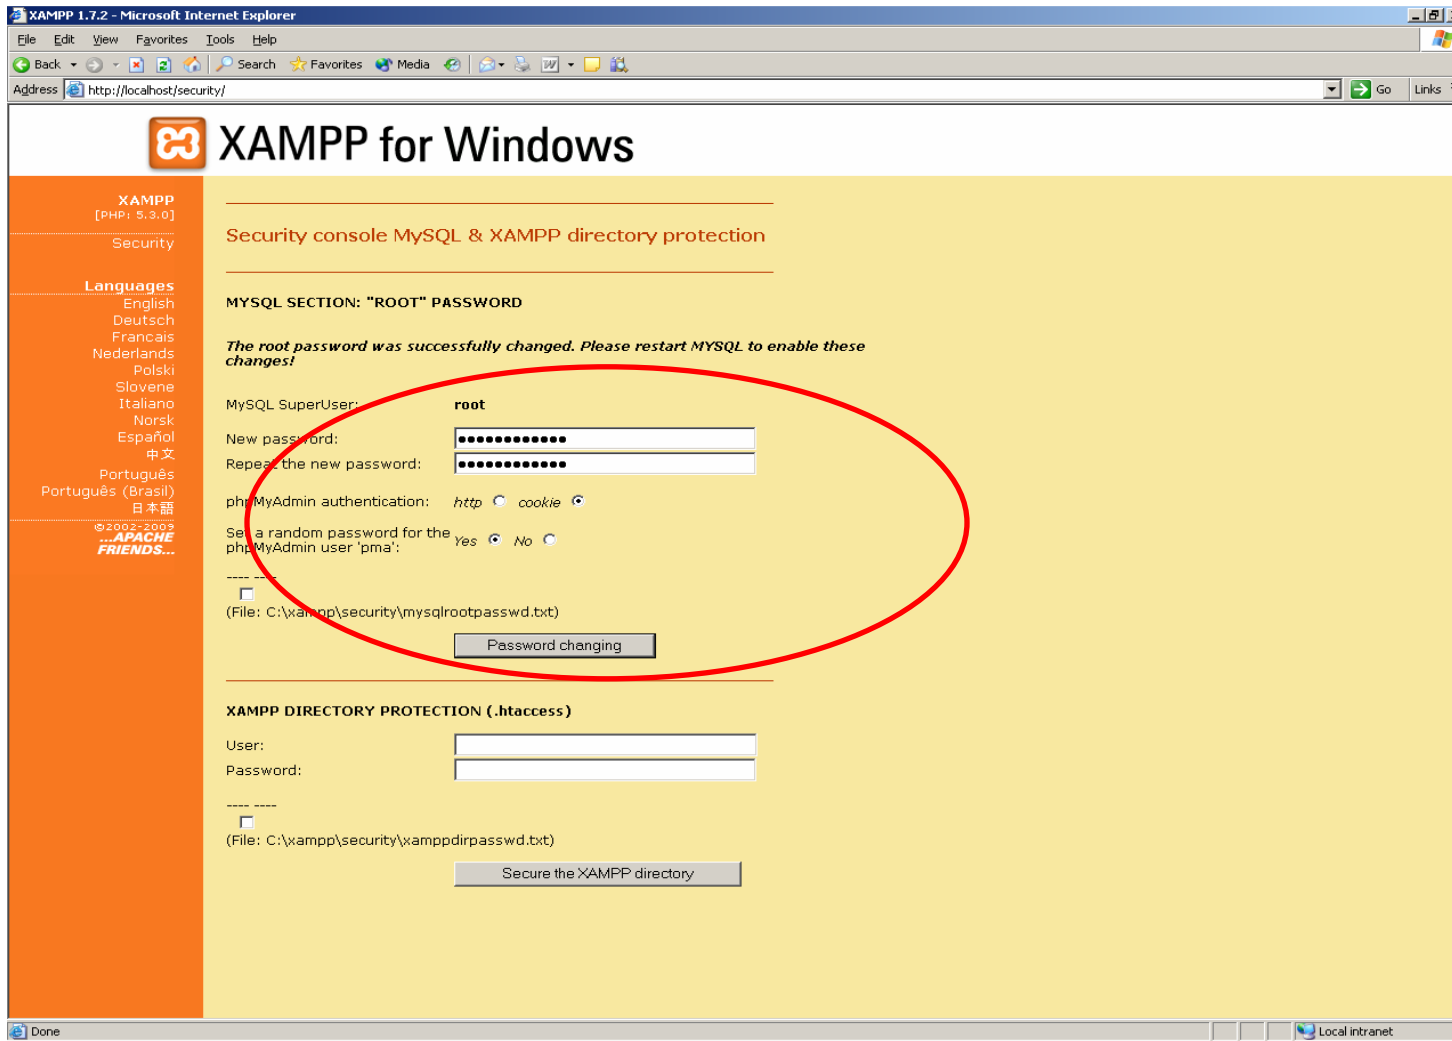 XAMPP 1.7.2 - Microsoft Internet Explorer
File Edit View Favorites Tools Help
Back Search Favorites Media
Address http://localhost/security/ Go Links
XAMPP for Windows
XAMPP
[PHP: 5.3.0]
Security
Languages
English
Deutsch
Francais
Nederlands
Polski
Slovene
Italiano
Norsk
Español
中文
Português
Português (Brasil)
日本語
©2002-2009
...APACHE
FRIENDS...
Security console MySQL & XAMPP directory protection
MYSQL SECTION: "ROOT" PASSWORD
The root password was successfully changed. Please restart MYSQL to enable these
changes!
MySQL SuperUser: root
New password: ●●●●●●●●●●●●
Repeat the new password: ●●●●●●●●●●●●
phpMyAdmin authentication: http cookie
Set a random password for the
phpMyAdmin user 'pma': Yes No
---- ----
(File: C:\xampp\security\mysqlrootpasswd.txt)
Password changing
XAMPP DIRECTORY PROTECTION (.htaccess)
User:
Password:
---- ----
(File: C:\xampp\security\xamppdirpasswd.txt)
Secure the XAMPP directory
Done Local intranet